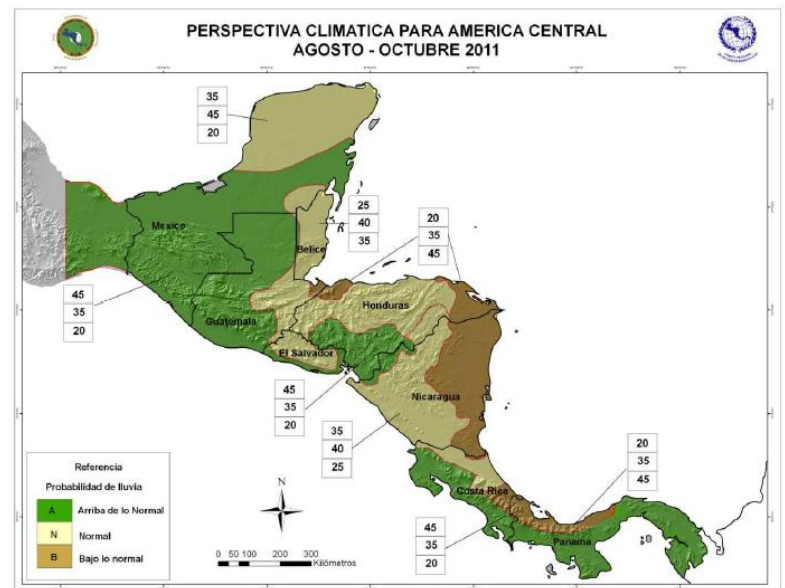 PERSPECTIVA CLIMATICA PARA AMERICA CENTRAL
AGOSTO - OCTUBRE 2011
35
45
20
25
40
35
20
35
45
Mexico
Belice
45
35
20
Honduras
Guatemala
El Salvador
45
35
20
Nicaragua
35
40
25
20
35
45
Costa Rica
Panama
45
35
20
Referencia
Probabilidad de lluvia
A Arriba de lo Normal
N Normal
B Bajo lo normal
N
0 50 100 200 300
Kilómetros